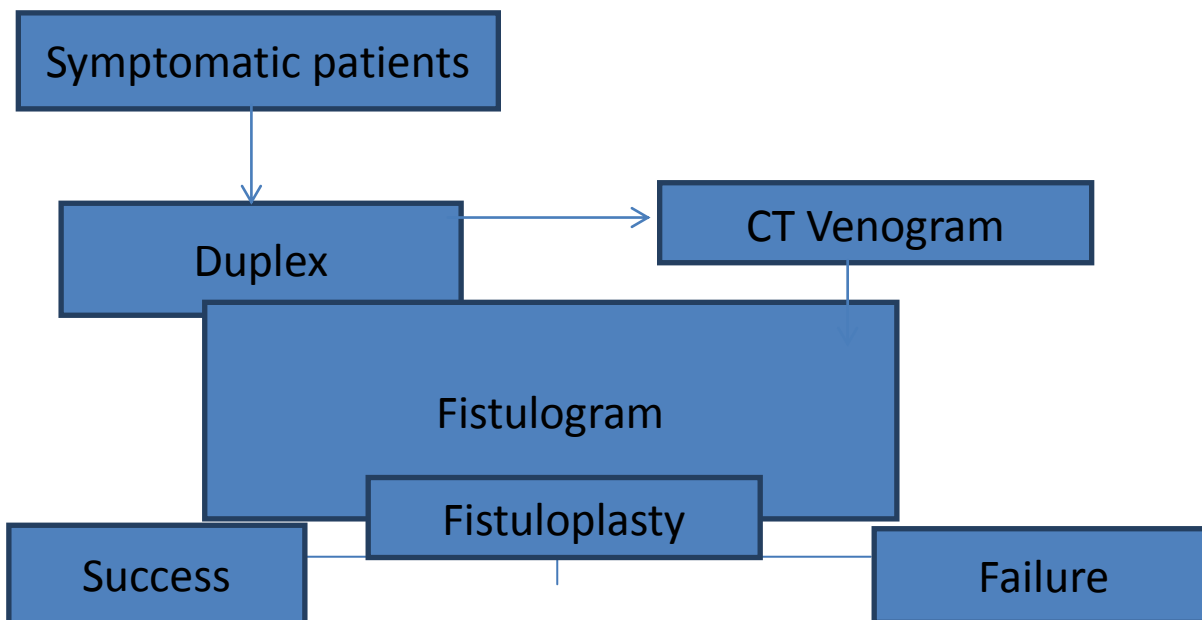 Symptomatic patients
CT Venogram
Duplex
Fistulogram
Fistuloplasty
Success
Failure